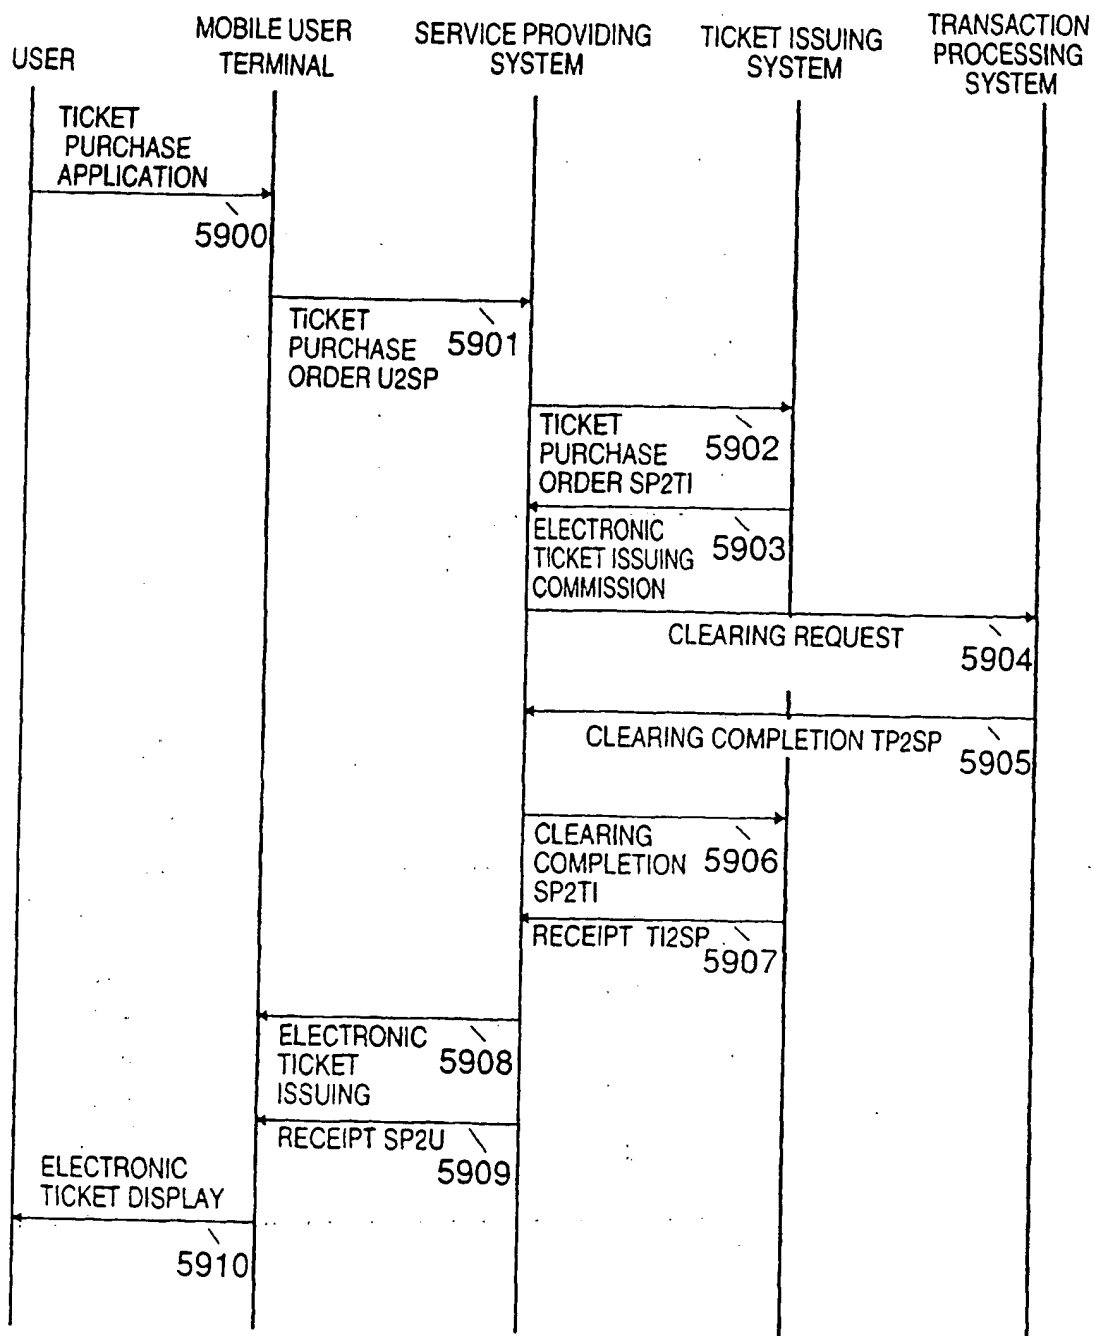 USER
MOBILE USER
TERMINAL
SERVICE PROVIDING
SYSTEM
TICKET ISSUING
SYSTEM
TRANSACTION
PROCESSING
SYSTEM
TICKET
PURCHASE
APPLICATION
5900
TICKET
PURCHASE
ORDER U2SP
5901
TICKET
PURCHASE
ORDER SP2TI
5902
ELECTRONIC
TICKET ISSUING
COMMISSION
5903
CLEARING REQUEST
5904
CLEARING COMPLETION TP2SP
5905
CLEARING
COMPLETION
SP2TI
5906
RECEIPT TI2SP
5907
ELECTRONIC
TICKET
ISSUING
5908
RECEIPT SP2U
5909
ELECTRONIC
TICKET DISPLAY
5910